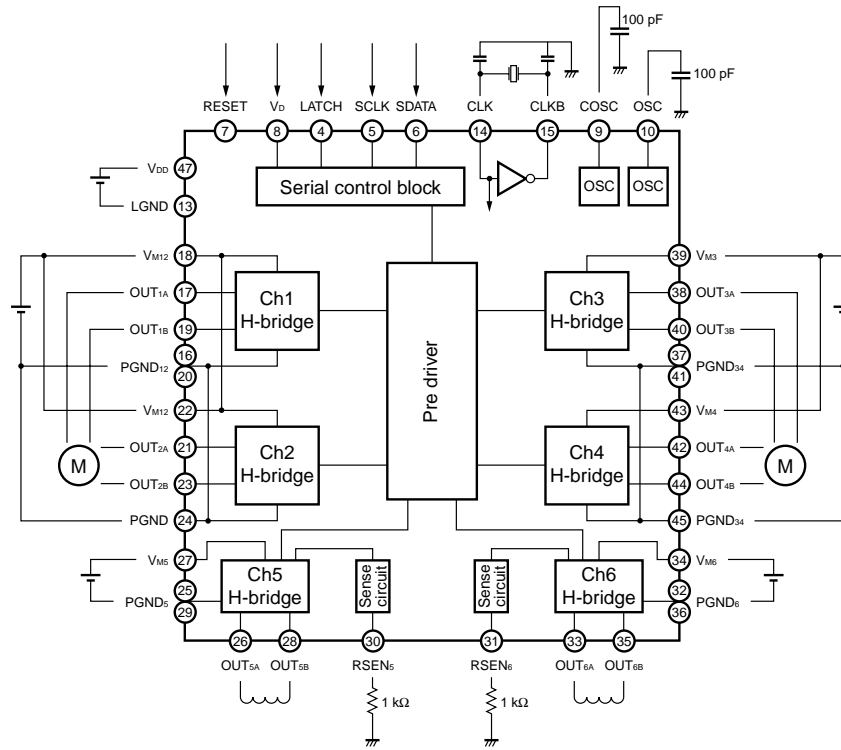 100 pF
100 pF
RESET VD LATCH SCLK SDATA CLK CLKB COSC OSC
7 8 4 5 6 14 15 9 10
VDD 47
Serial control block
OSC OSC
LGND 13
VM12 18
39 VM3
OUT1A 17
Ch1
H-bridge
Ch3
H-bridge
38 OUT3A
OUT1B 19
40 OUT3B
16
PGND12
20
37
PGND34
41
Pre driver
VM12 22
43 VM4
M
OUT2A 21
Ch2
H-bridge
Ch4
H-bridge
42 OUT4A
M
OUT2B 23
44 OUT4B
PGND 24
45 PGND34
VM5 27
34 VM6
Ch5
H-bridge
Sense
circuit
Sense
circuit
Ch6
H-bridge
25
PGND5
29
32
PGND6
36
26 28 30 31 33 35
OUT5A OUT5B RSEN5 RSEN6 OUT6A OUT6B
1 kΩ 1 kΩ